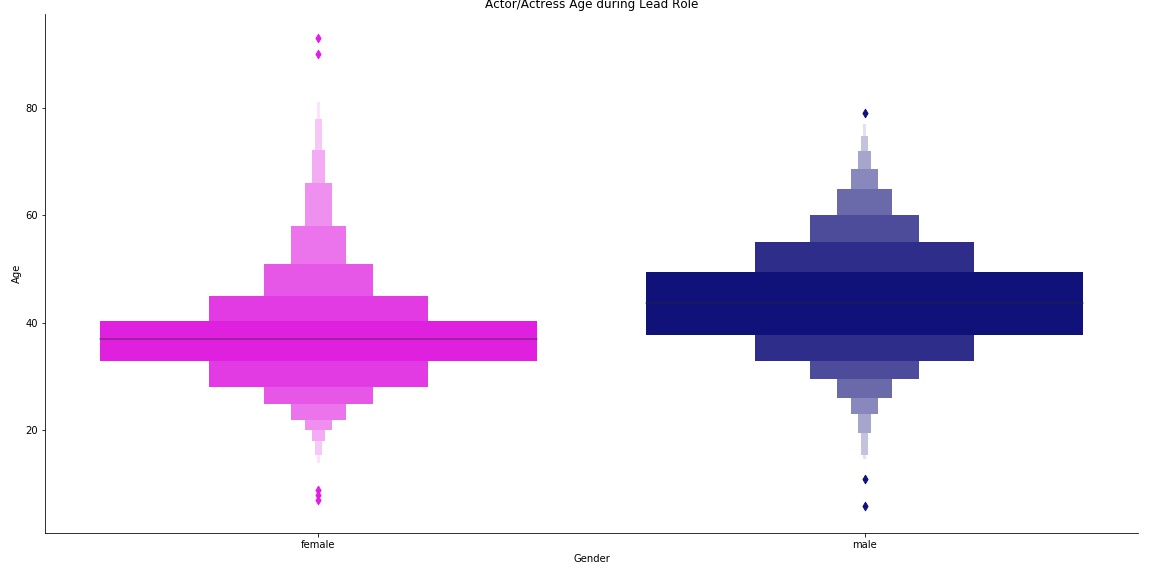 Actor/Actress Age during Lead Role
80
60
40
20
Age
female
male
Gender